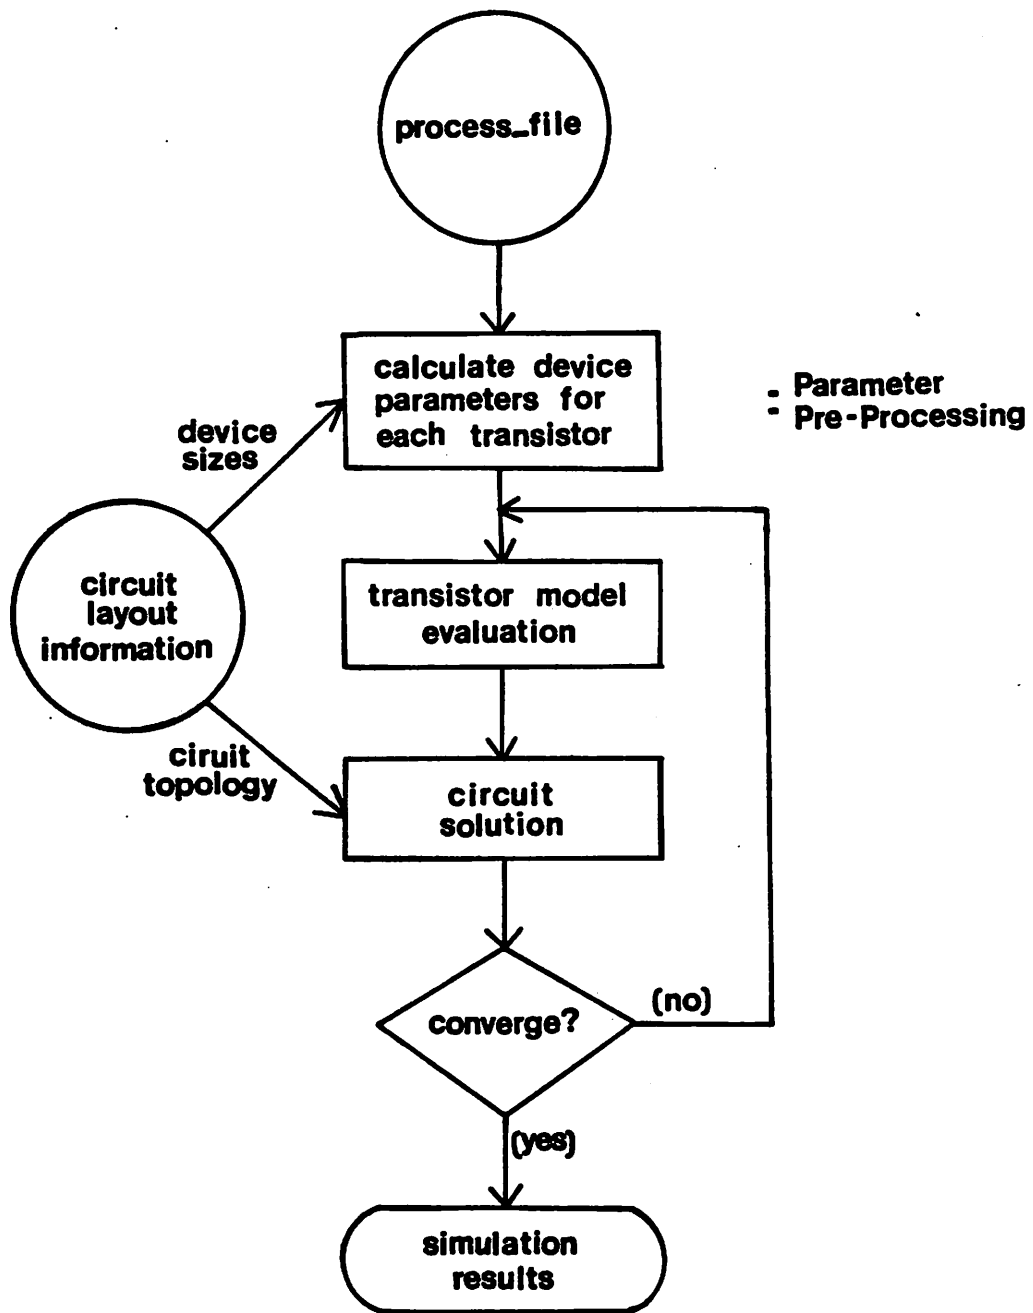 process_file
calculate device
parameters for
each transistor
: Parameter
: Pre-Processing
device
sizes
circuit
layout
information
transistor model
evaluation
ciruit
topology
circuit
solution
converge?
(no)
(yes)
simulation
results